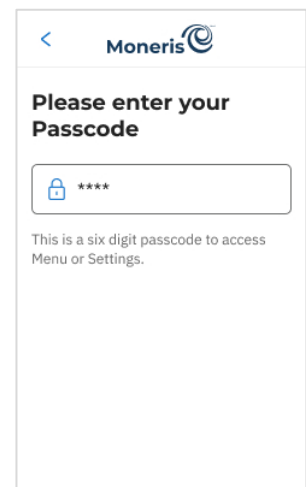 Moneris
Please enter your
Passcode
****
This is a six digit passcode to access
Menu or Settings.